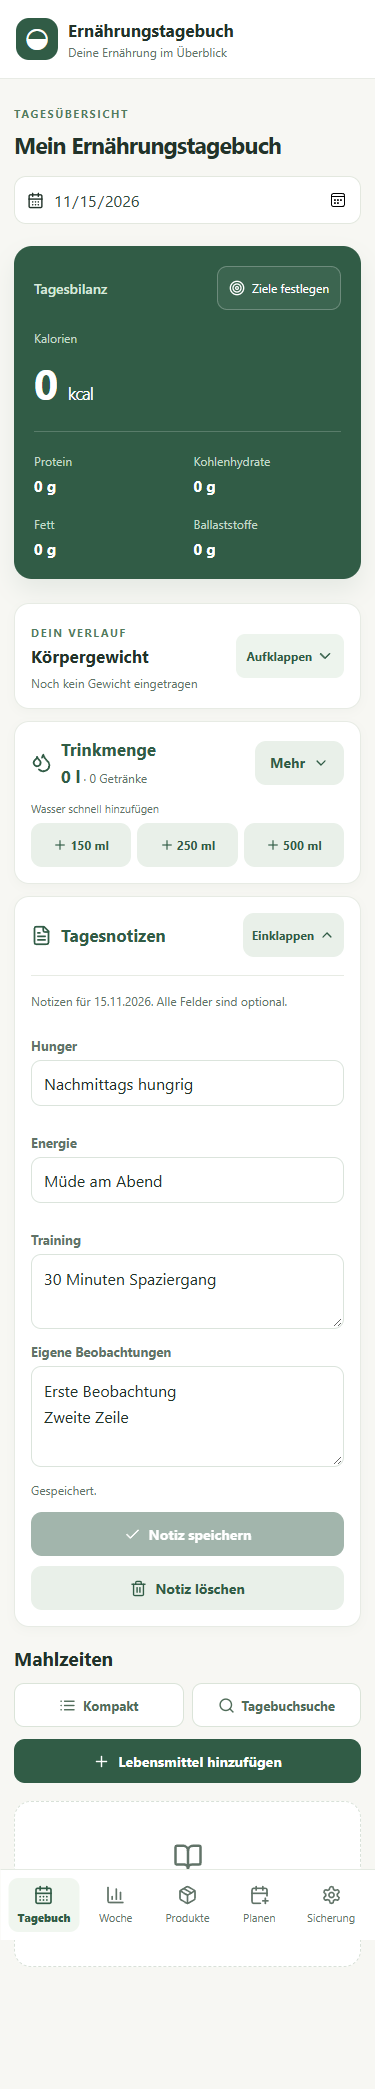 Ernährungstagebuch
Deine Ernährung im Überblick
TAGESÜBERSICHT
Mein Ernährungstagebuch
11/15/2026
Tagesbilanz
Ziele festlegen
Kalorien
0 kcal
Protein
Kohlenhydrate
0 g
0 g
Fett
Ballaststoffe
0 g
0 g
DEIN VERLAUF
Körpergewicht
Noch kein Gewicht eingetragen
Aufklappen
Trinkmenge
0 l · 0 Getränke
Mehr
Wasser schnell hinzufügen
+ 150 ml
+ 250 ml
+ 500 ml
Tagesnotizen
Einklappen
Notizen für 15.11.2026. Alle Felder sind optional.
Hunger
Nachmittags hungrig
Energie
Müde am Abend
Training
30 Minuten Spaziergang
Eigene Beobachtungen
Erste Beobachtung
Zweite Zeile
Gespeichert.
Notiz speichern
Notiz löschen
Mahlzeiten
Kompakt
Tagebuchsuche
+ Lebensmittel hinzufügen
Tagebuch
Woche
Produkte
Planen
Sicherung